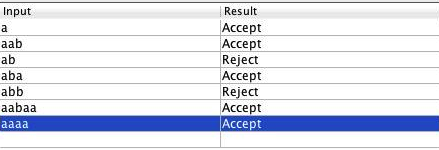 Input Result
a Accept
aab Accept
ab Reject
aba Accept
abb Reject
aabaa Accept
aaaa Accept